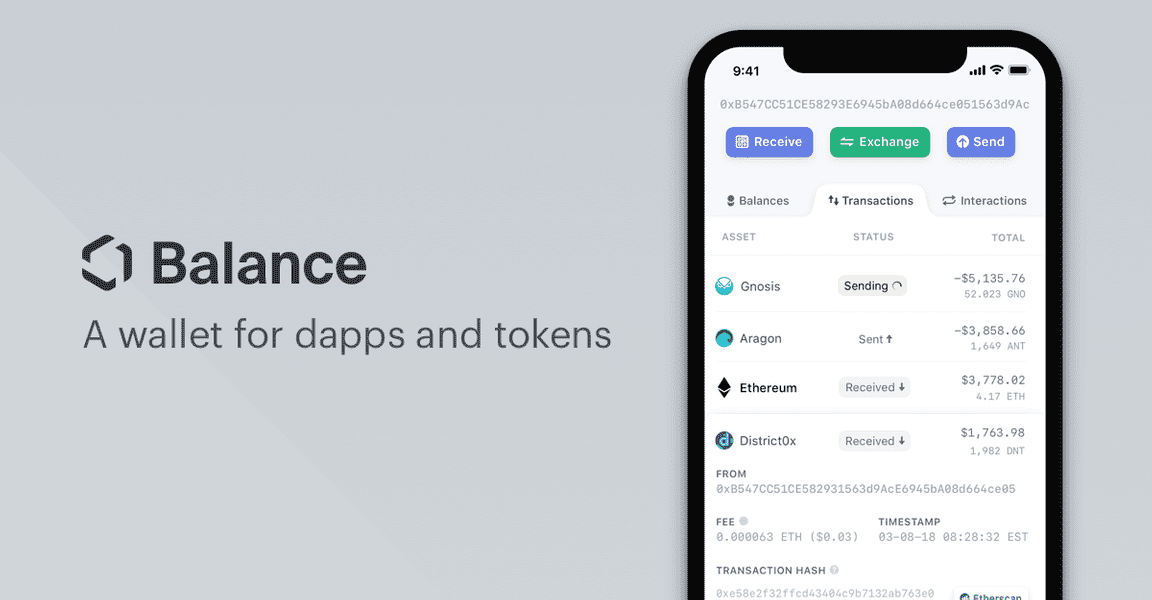 Balance
A wallet for dapps and tokens
9:41
0xB547CC51CE58293E6945bA08d664ce051563d9Ac
Receive Exchange Send
Balances Transactions Interactions
ASSET STATUS TOTAL
Gnosis Sending −$5,135.76
52.023 GNO
Aragon Sent −$3,858.66
1,649 ANT
Ethereum Received $3,778.02
4.17 ETH
District0x Received $1,763.98
1,982 DNT
FROM
0xB547CC51CE582931563d9AcE6945bA08d664ce05
FEE TIMESTAMP
0.000063 ETH ($0.03) 03-08-18 08:28:32 EST
TRANSACTION HASH
0xe58e2f32ffcd43404c9b7132ab763e0 Etherscan